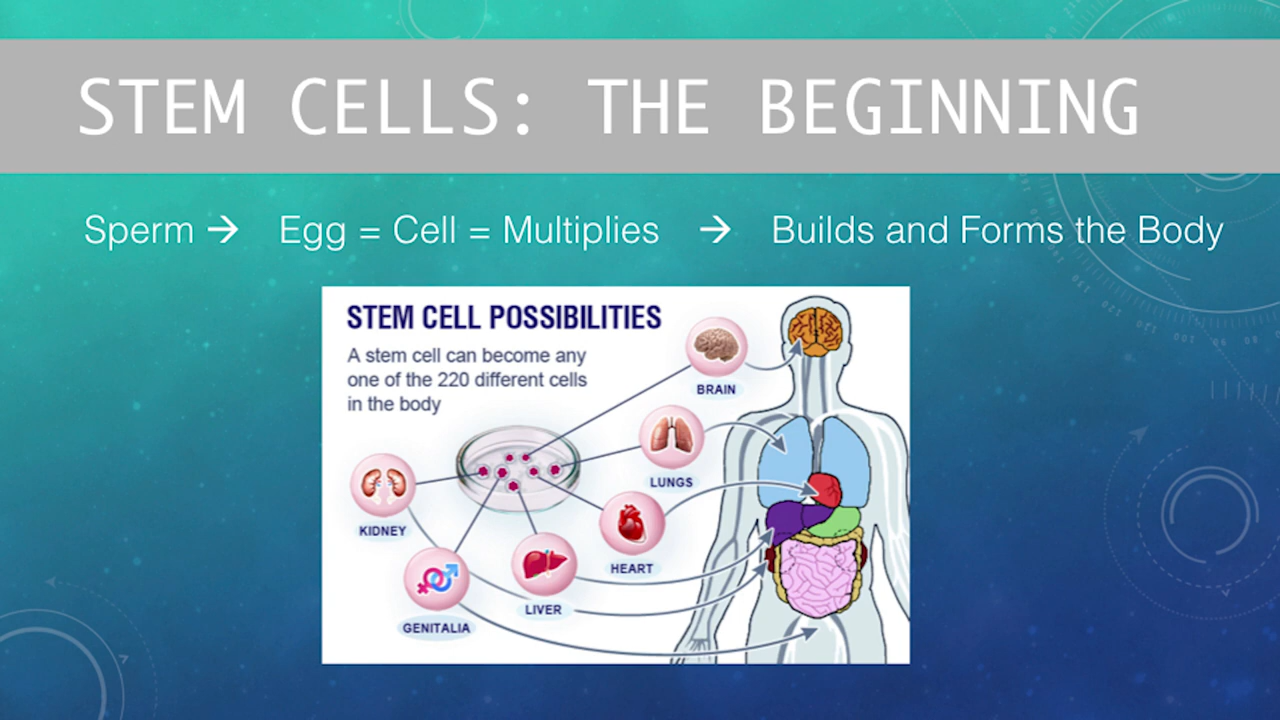 STEM CELLS: THE BEGINNING
Sperm → Egg = Cell = Multiplies → Builds and Forms the Body
STEM CELL POSSIBILITIES
A stem cell can become any
one of the 220 different cells
in the body
BRAIN
LUNGS
KIDNEY
HEART
LIVER
GENITALIA